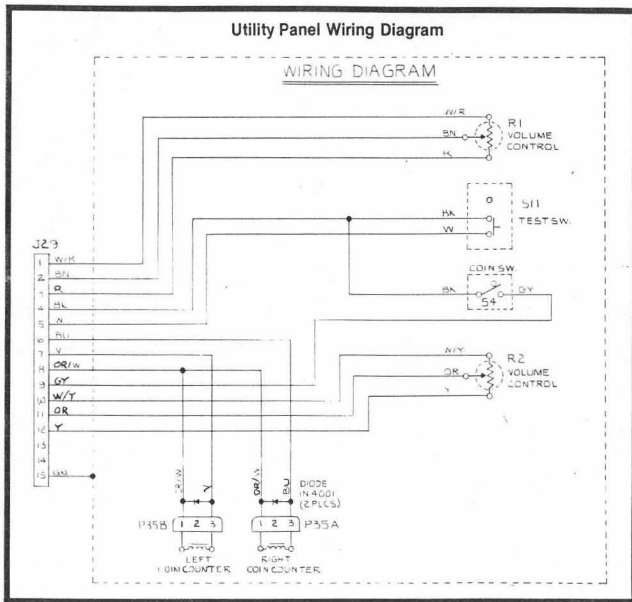 Utility Panel Wiring Diagram
WIRING DIAGRAM
W/R
R1
BN
VOLUME
CONTROL
R
S11
BK
TEST SW.
W
J29
COIN SW.
1 W/R
2 BN
BK
GY
3 R
S4
4 BK
5 W
6 BU
W/Y
R2
7 V
OR
VOLUME
8 OR/W
CONTROL
9 GY
Y
10 W/Y
11 OR
12 Y
13
14
15 GN
OR/W
V
OR/W
BU
DIODE
IN4001
(2 PLCS)
P35B
1 2 3
1 2 3
P35A
LEFT
COIN COUNTER
RIGHT
COIN COUNTER